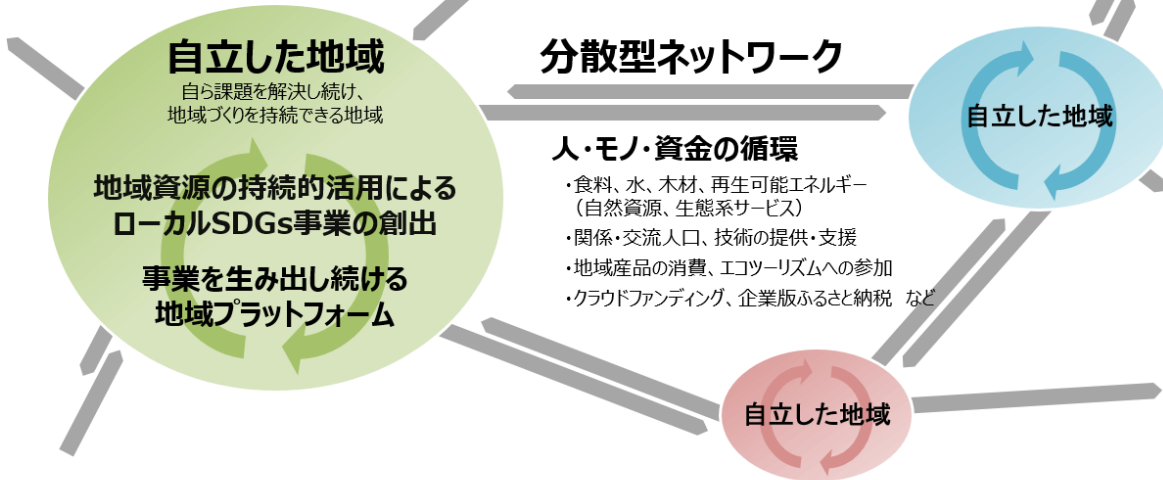 自立した地域
自ら課題を解決し続け、
地域づくりを持続できる地域
地域資源の持続的活用による
ローカルSDGs事業の創出
事業を生み出し続ける
地域プラットフォーム
分散型ネットワーク
人・モノ・資金の循環
・食料、水、木材、再生可能エネルギー
（自然資源、生態系サービス）
・関係・交流人口、技術の提供・支援
・地域産品の消費、エコツーリズムへの参加
・クラウドファンディング、企業版ふるさと納税 など
自立した地域
自立した地域